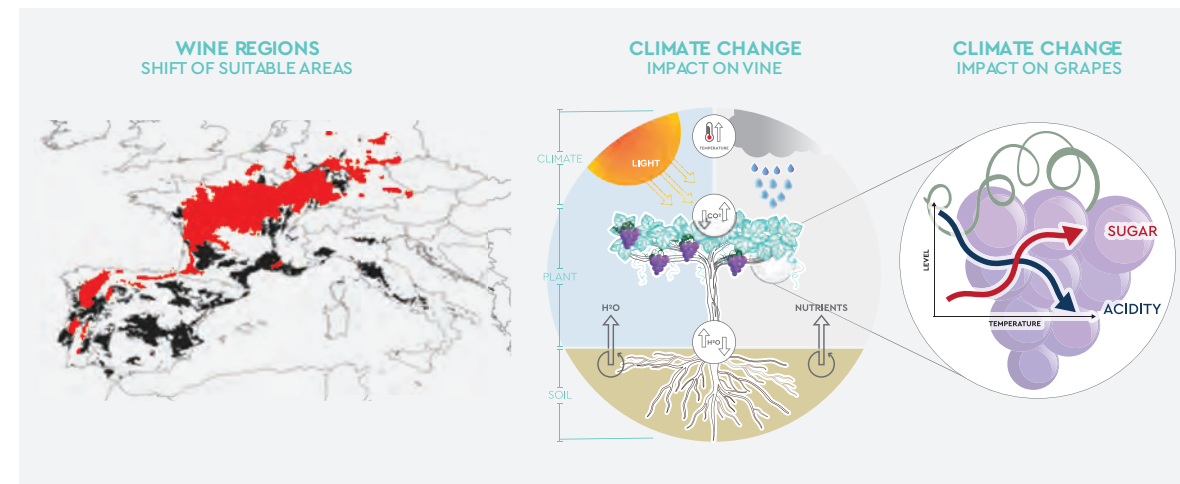 WINE REGIONS
SHIFT OF SUITABLE AREAS
CLIMATE CHANGE
IMPACT ON VINE
CLIMATE CHANGE
IMPACT ON GRAPES
CLIMATE
PLANT
SOIL
LIGHT
TEMPERATURE
CO²
H²O
NUTRIENTS
H²O
LEVEL
SUGAR
ACIDITY
TEMPERATURE